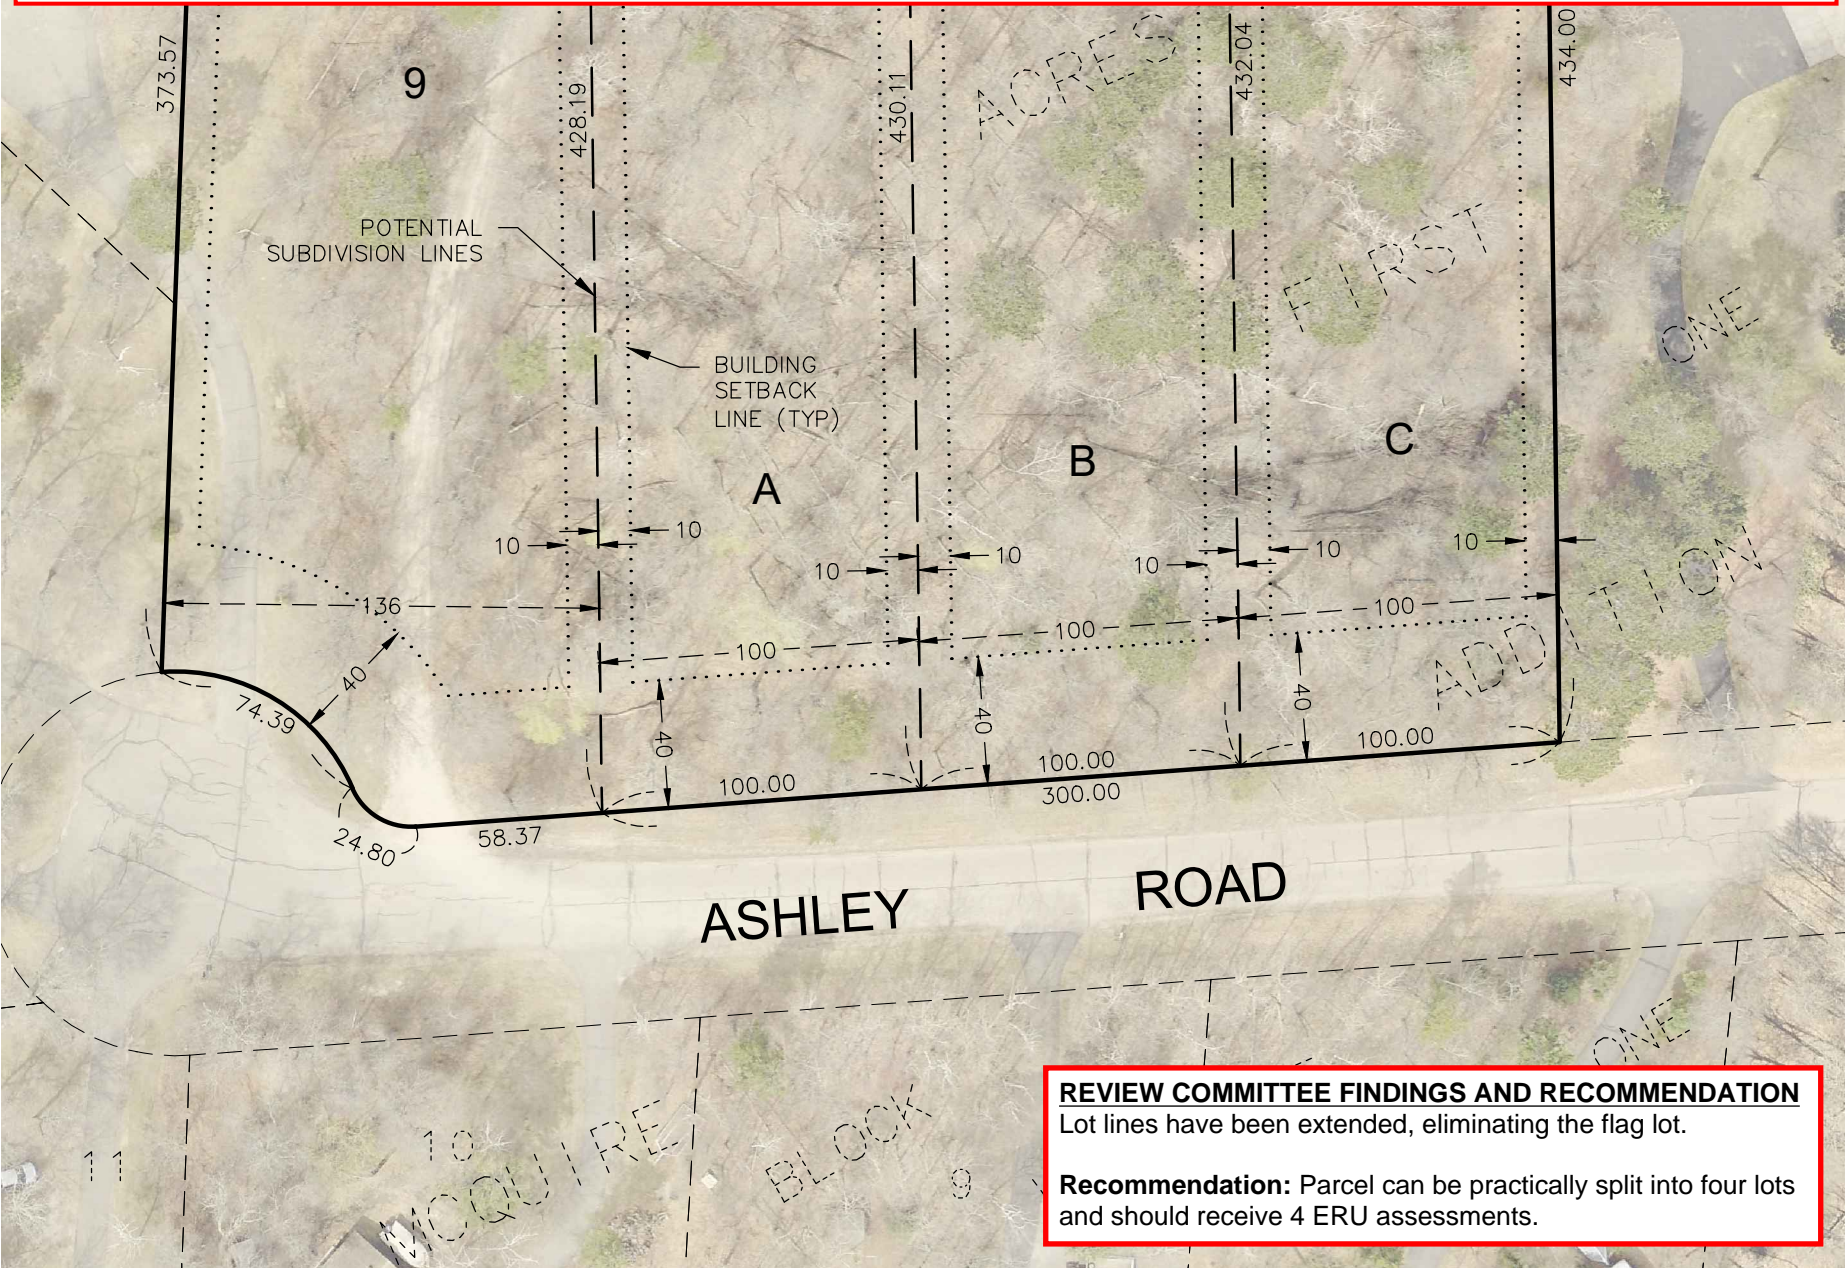 373.57
9
428.19
430.11
ACRES
432.04
434.00
POTENTIAL
SUBDIVISION LINES
FIRST
ONE
BUILDING
SETBACK
LINE (TYP)
A
B
C
10
10
10
10
10
10
10
136
100
100
100
ADDITION
40
40
40
40
74.39
24.80
58.37
100.00
100.00
300.00
100.00
ASHLEY ROAD
11
10
BLOCK
9
ONE
REVIEW COMMITTEE FINDINGS AND RECOMMENDATION
Lot lines have been extended, eliminating the flag lot.
Recommendation: Parcel can be practically split into four lots
and should receive 4 ERU assessments.